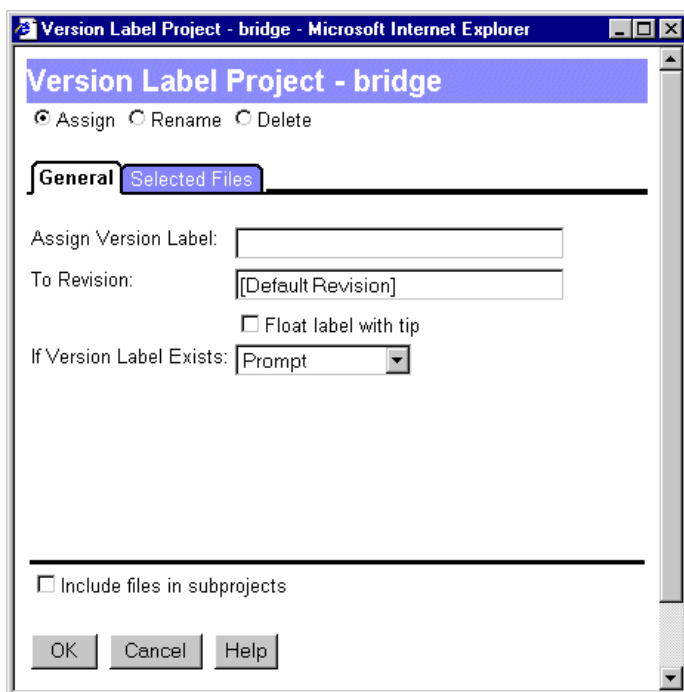 Version Label Project - bridge - Microsoft Internet Explorer
Version Label Project - bridge
Assign Rename Delete
General Selected Files
Assign Version Label:
To Revision: [Default Revision]
Float label with tip
If Version Label Exists: Prompt
Include files in subprojects
OK Cancel Help